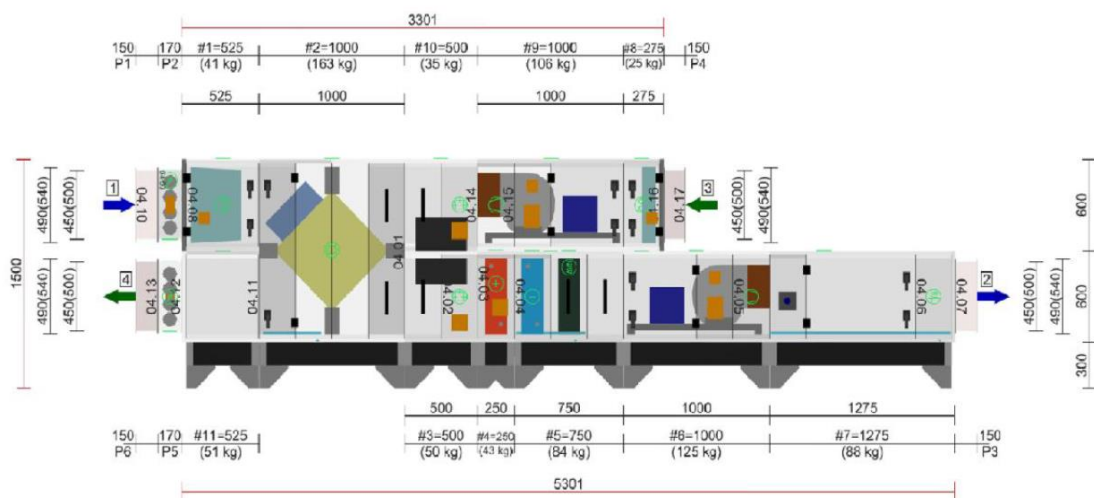 3301
150 170 #1=525 #2=1000 #10=500 #9=1000 #8=275 150
P1 P2 (41 kg) (163 kg) (35 kg) (106 kg) (25 kg) P4
525 1000 1000 275
1 490(540) 450(500) 04.10 04.08 04.14 04.15 04.16 04.17 3 450(500) 490(540) 600
04.01
1500
4 490(540) 450(500) 04.13 04.11 04.02 04.03 04.04 04.05 04.06 04.07 2 450(500) 490(540) 600
300
500 250 750 1000 1275
150 170 #11=525 #3=500 #4=250 #5=750 #6=1000 #7=1275 150
P6 P5 (51 kg) (50 kg) (43 kg) (84 kg) (125 kg) (88 kg) P3
5301